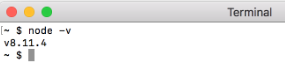 Terminal
[~ $ node -v
v8.11.4
~ $